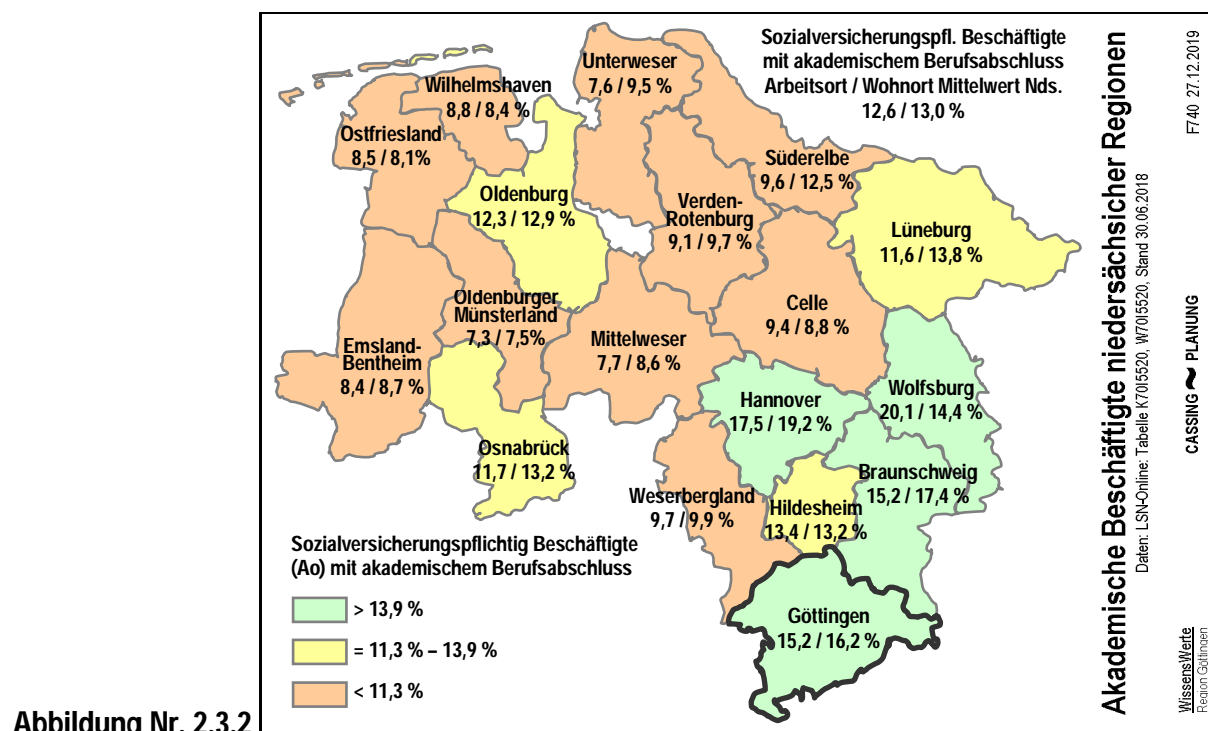 Sozialversicherungspfl. Beschäftigte
mit akademischem Berufsabschluss
Arbeitsort / Wohnort Mittelwert Nds.
12,6 / 13,0 %
Unterweser
7,6 / 9,5 %
Wilhelmshaven
8,8 / 8,4 %
Ostfriesland
8,5 / 8,1%
Süderelbe
9,6 / 12,5 %
Oldenburg
12,3 / 12,9 %
Verden-
Rotenburg
9,1 / 9,7 %
Lüneburg
11,6 / 13,8 %
Oldenburger
Münsterland
7,3 / 7,5%
Celle
9,4 / 8,8 %
Mittelweser
7,7 / 8,6 %
Emsland-
Bentheim
8,4 / 8,7 %
Hannover
17,5 / 19,2 %
Wolfsburg
20,1 / 14,4 %
Osnabrück
11,7 / 13,2 %
Braunschweig
15,2 / 17,4 %
Weserbergland
9,7 / 9,9 %
Hildesheim
13,4 / 13,2 %
Göttingen
15,2 / 16,2 %
Sozialversicherungspflichtig Beschäftigte
(Ao) mit akademischem Berufsabschluss
> 13,9 %
= 11,3 % – 13,9 %
< 11,3 %
Akademische Beschäftigte niedersächsicher Regionen
Daten: LSN-Online: Tabelle K70I5520, W70I5520, Stand 30.06.2018
F740 27.12.2019
CASSING ~ PLANUNG
WissensWerte
Region Göttingen
Abbildung Nr. 2.3.2